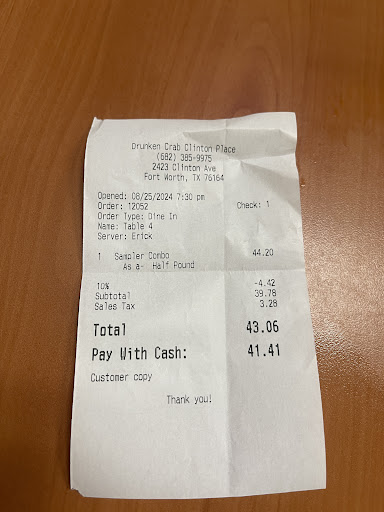 Drunken Crab Clinton Place
(682) 385-9975
2423 Clinton Ave
Fort Worth, TX 76164
Opened: 08/25/2024 7:30 pm
Order: 12052 Check: 1
Order Type: Dine In
Name: Table 4
Server: Erick
1 Sampler Combo 44.20
As a- Half Pound
10% -4.42
Subtotal 39.78
Sales Tax 3.28
Total 43.06
Pay With Cash: 41.41
Customer copy
Thank you!